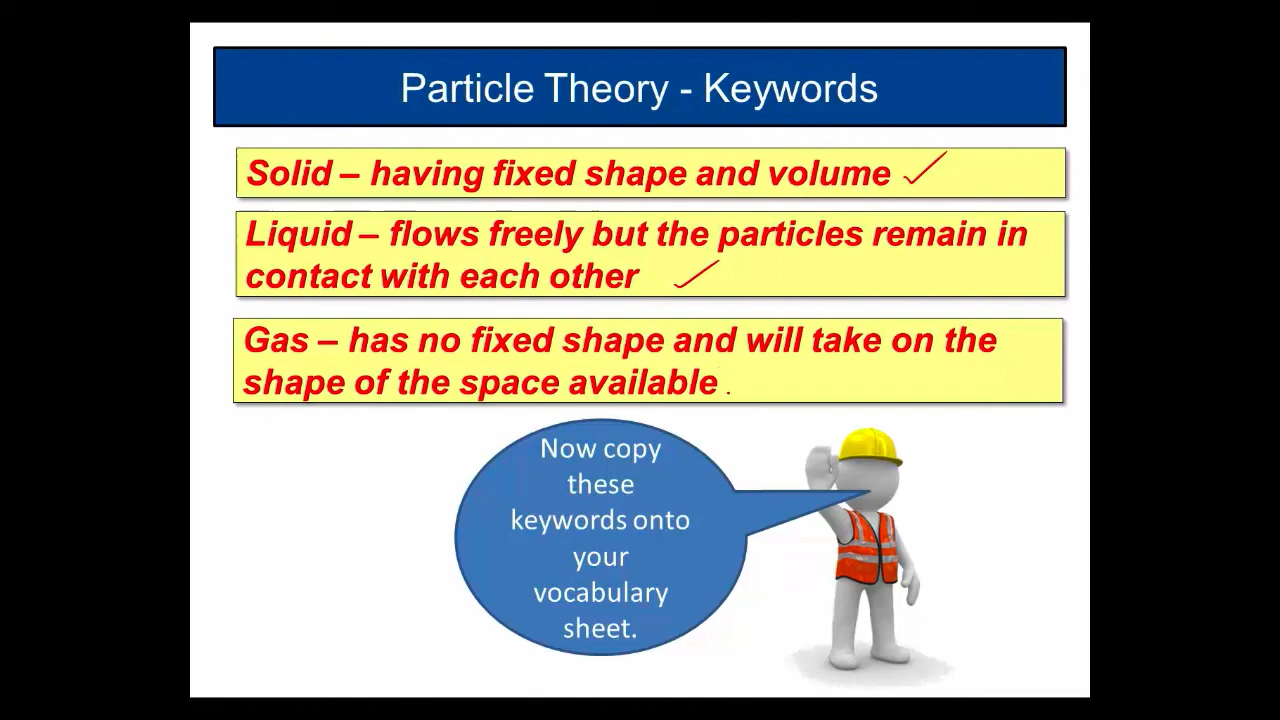 Particle Theory - Keywords
Solid – having fixed shape and volume
Liquid – flows freely but the particles remain in
contact with each other
Gas – has no fixed shape and will take on the
shape of the space available .
Now copy
these
keywords onto
your
vocabulary
sheet.